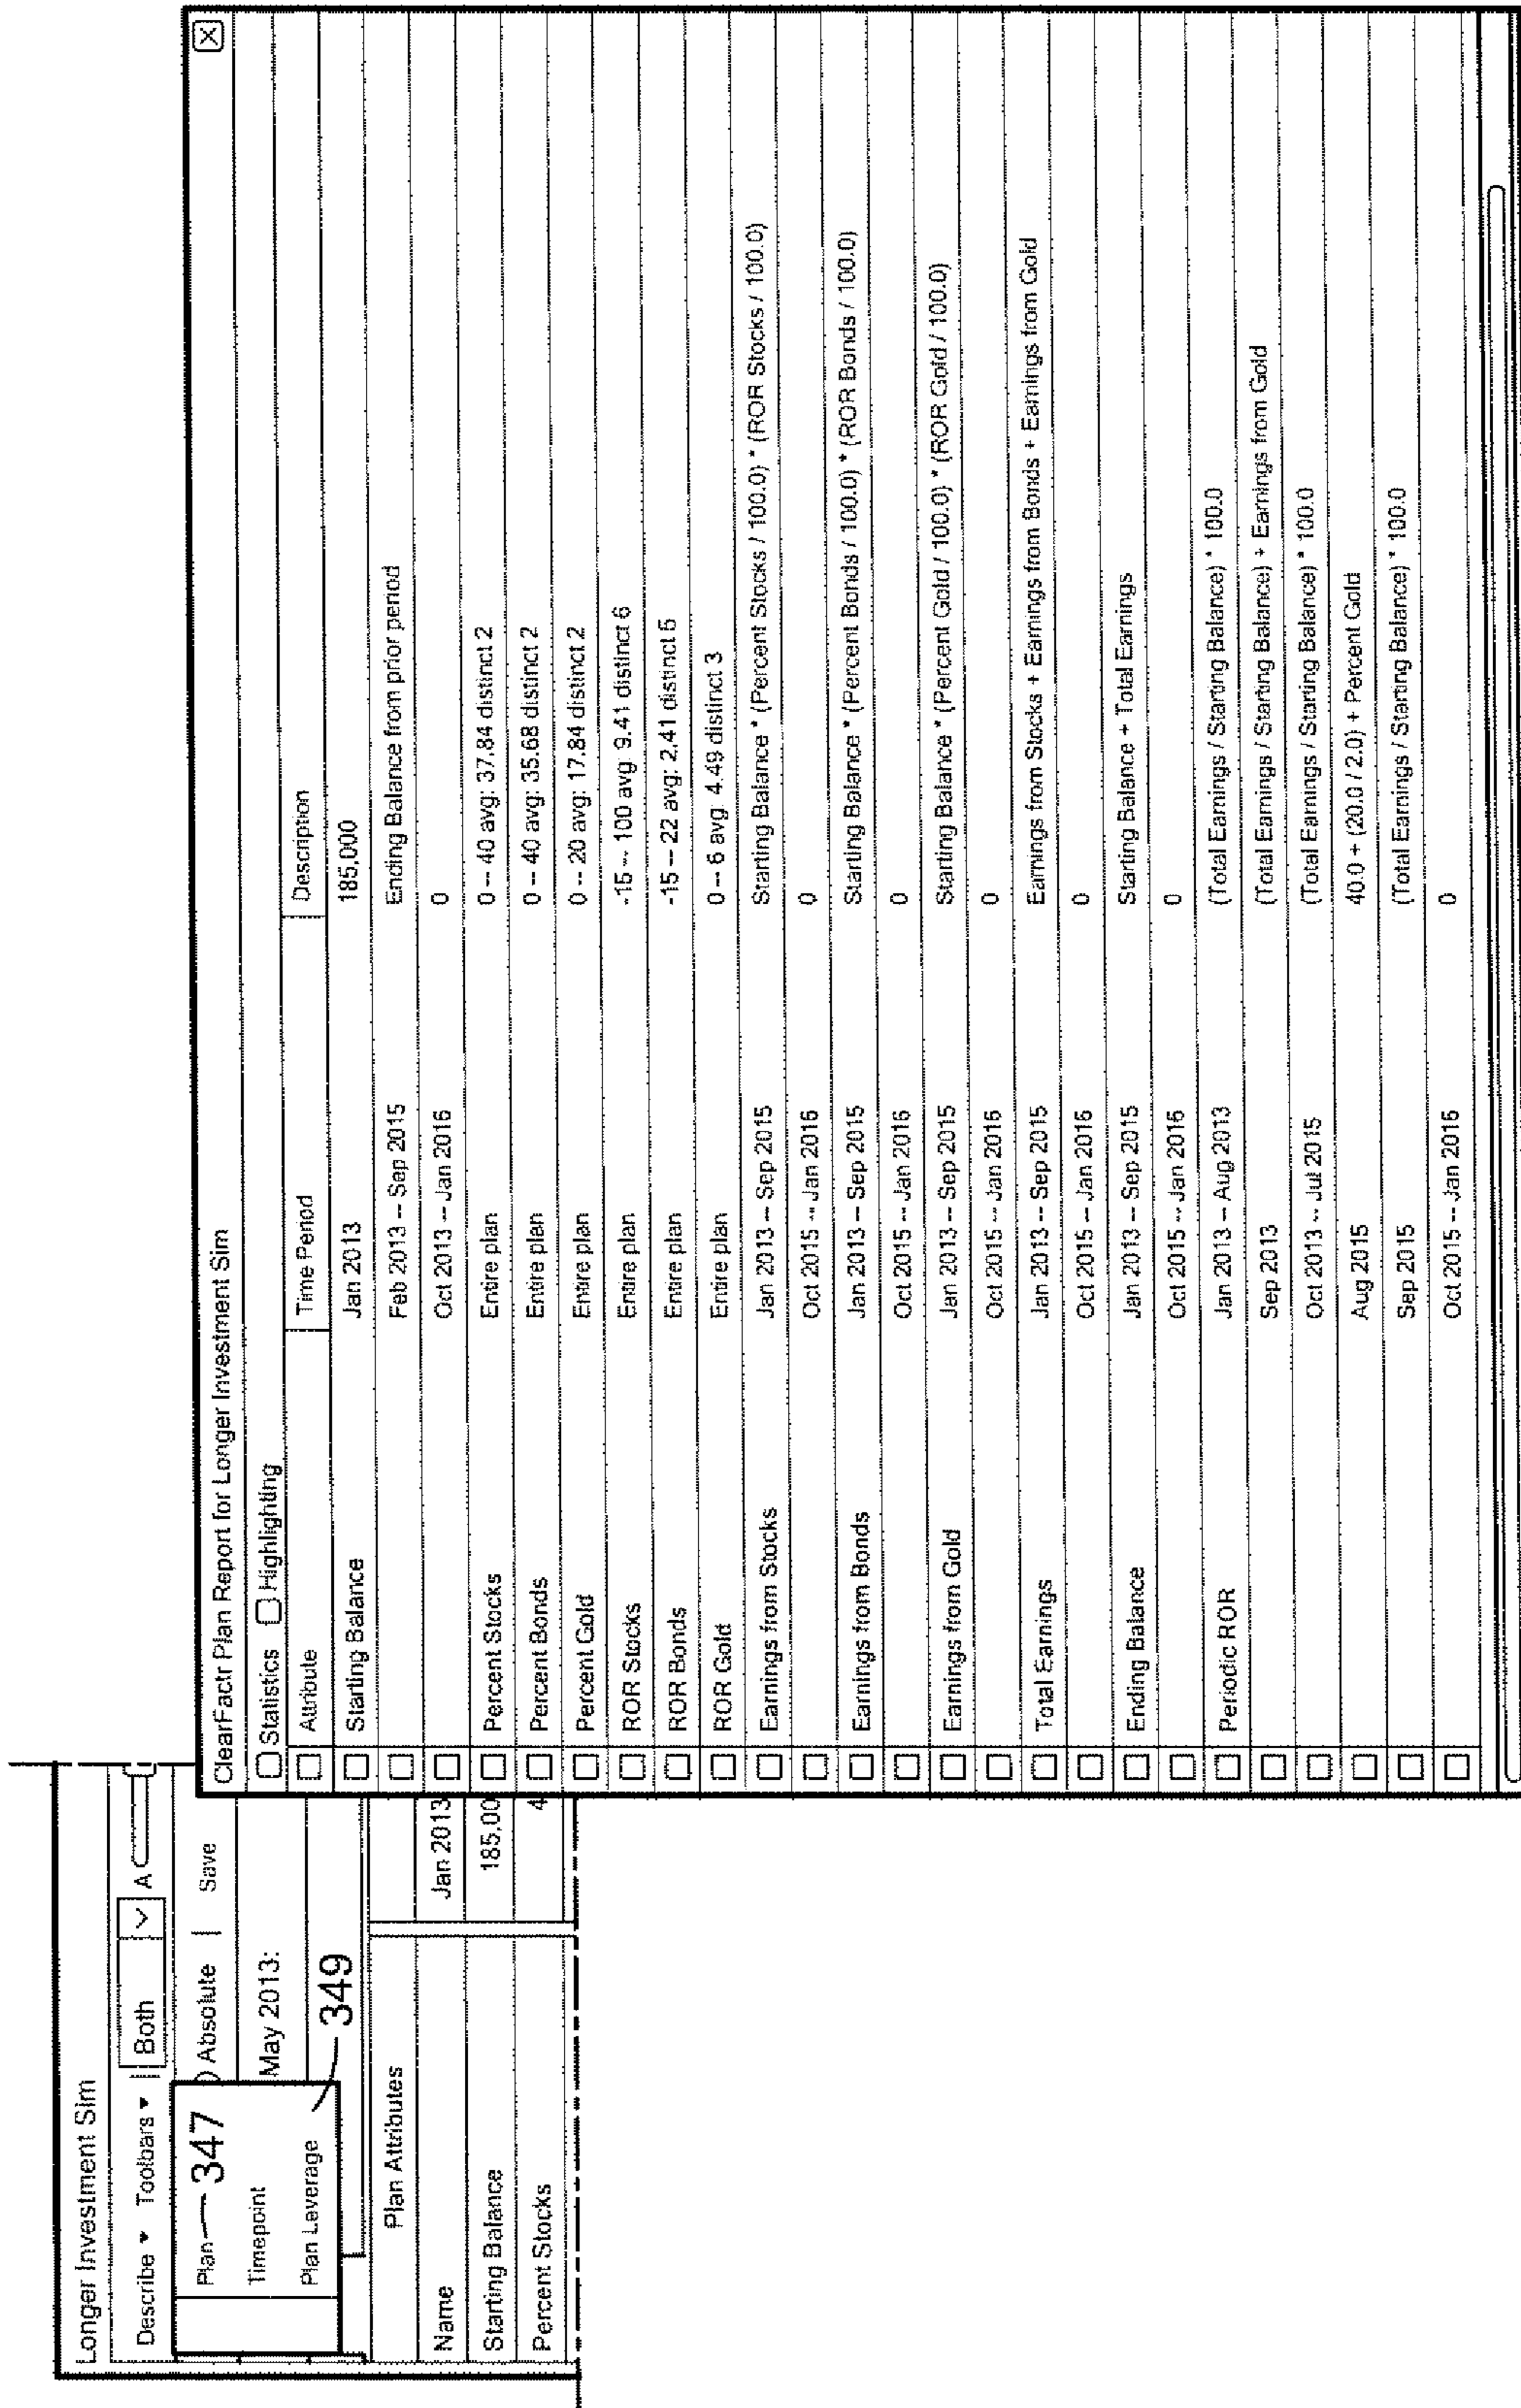 Longer Investment Sim
Describe ▾ Toolbars ▾ Both A
Plan 347 Absolute | Save
Timepoint May 2013:
Plan Leverage 349
Plan Attributes
Name Jan 2013
Starting Balance 185,00
Percent Stocks 4
ClearFactr Plan Report for Longer Investment Sim
Statistics Highlighting
Attribute Time Period Description
Starting Balance Jan 2013 185,000
Feb 2013 -- Sep 2015 Ending Balance from prior period
Oct 2013 -- Jan 2016 0
Percent Stocks Entire plan 0 -- 40 avg: 37.84 distinct 2
Percent Bonds Entire plan 0 -- 40 avg: 35.68 distinct 2
Percent Gold Entire plan 0 -- 20 avg: 17.84 distinct 2
ROR Stocks Entire plan -15 -- 100 avg: 9.41 distinct 6
ROR Bonds Entire plan -15 -- 22 avg: 2.41 distinct 5
ROR Gold Entire plan 0 -- 6 avg: 4.49 distinct 3
Earnings from Stocks Jan 2013 -- Sep 2015 Starting Balance * (Percent Stocks / 100.0) * (ROR Stocks / 100.0)
Oct 2015 -- Jan 2016 0
Earnings from Bonds Jan 2013 -- Sep 2015 Starting Balance * (Percent Bonds / 100.0) * (ROR Bonds / 100.0)
Oct 2015 -- Jan 2016 0
Earnings from Gold Jan 2013 -- Sep 2015 Starting Balance * (Percent Gold / 100.0) * (ROR Gold / 100.0)
Oct 2015 -- Jan 2016 0
Total Earnings Jan 2013 -- Sep 2015 Earnings from Stocks + Earnings from Bonds + Earnings from Gold
Oct 2015 -- Jan 2016 0
Ending Balance Jan 2013 -- Sep 2015 Starting Balance + Total Earnings
Oct 2015 -- Jan 2016 0
Periodic ROR Jan 2013 -- Aug 2013 (Total Earnings / Starting Balance) * 100.0
Sep 2013 (Total Earnings / Starting Balance) + Earnings from Gold
Oct 2013 -- Jul 2015 (Total Earnings / Starting Balance) * 100.0
Aug 2015 40.0 + (20.0 / 2.0) + Percent Gold
Sep 2015 (Total Earnings / Starting Balance) * 100.0
Oct 2015 -- Jan 2016 0